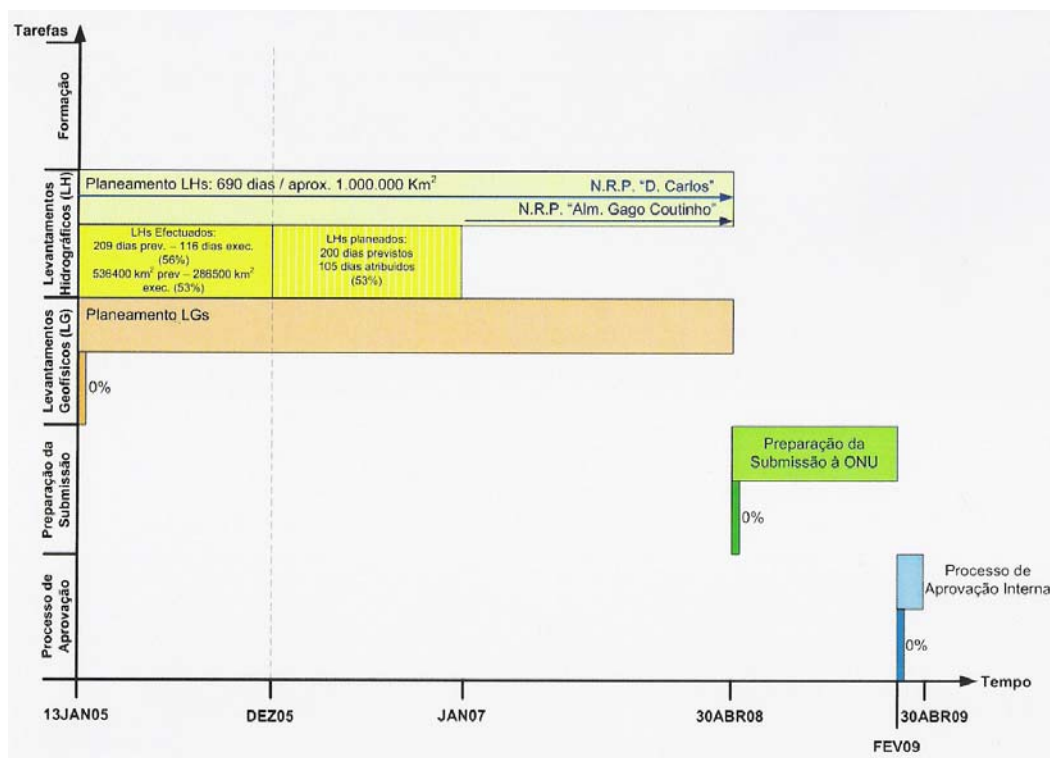 Tarefas
Formação
Levantamentos
Hidrográficos (LH)
Planeamento LHs: 690 dias / aprox. 1.000.000 Km²
N.R.P. “D. Carlos”
N.R.P. “Alm. Gago Coutinho”
LHs Efectuados:
209 dias prev. – 116 dias exec.
(56%)
536400 km² prev – 286500 km²
exec. (53%)
LHs planeados:
200 dias previstos
105 dias atribuidos
(53%)
Levantamentos
Geofísicos (LG)
Planeamento LGs
0%
Preparação da
Submissão
Preparação da
Submissão à ONU
0%
Processo de
Aprovação
Processo de
Aprovação Interna
0%
Tempo
13JAN05
DEZ05
JAN07
30ABR08
30ABR09
FEV09